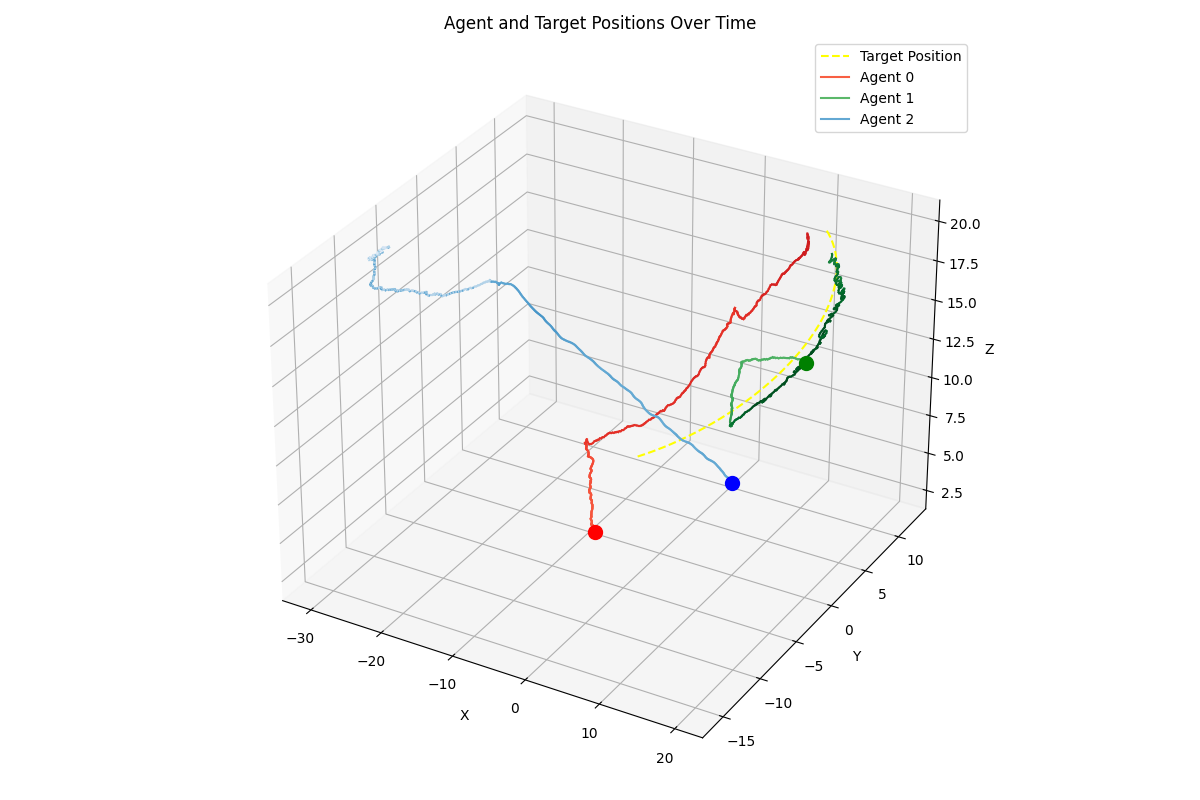 Agent and Target Positions Over Time
Target Position
Agent 0
Agent 1
Agent 2
20.0
17.5
15.0
Z
12.5
10.0
7.5
5.0
2.5
10
5
0
Y
−5
−10
−15
−30
−20
−10
X
0
10
20